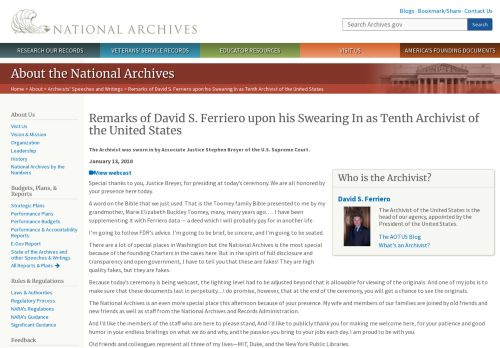 NATIONAL ARCHIVES
Blogs · Bookmark/Share · Contact Us
Search Archives.gov
Search
RESEARCH OUR RECORDS
VETERANS' SERVICE RECORDS
EDUCATOR RESOURCES
VISIT US
AMERICA'S FOUNDING DOCUMENTS
About the National Archives
Home > About > Archivists' Speeches and Writings > Remarks of David S. Ferriero upon his Swearing In as Tenth Archivist of the United States
About Us
Visit Us
Vision & Mission
Organization
Leadership
History
National Archives by the
Numbers
Budgets, Plans, &
Reports
Strategic Plans
Performance Plans
Performance Budgets
Performance & Accountability
Reports
E-Gov Report
State of the Archives and
other Speeches & Writings
All Reports & Plans
Rules & Regulations
Laws & Authorities
Regulatory Process
NARA's Regulations
NARA's Guidance
Significant Guidance
Feedback
Remarks of David S. Ferriero upon his Swearing In as Tenth Archivist of
the United States
The Archivist was sworn in by Associate Justice Stephen Breyer of the U.S. Supreme Court.
January 13, 2010
View webcast
Special thanks to you, Justice Breyer, for presiding at today's ceremony. We are all honored by
your presence here today.
A word on the Bible that we just used. That is the Toomey family Bible presented to me by my
grandmother, Marie Elizabeth Buckley Toomey, many, many years ago. . . . I have been
supplementing it with Ferriero data — a deed which I will probably pay for in another life.
I'm going to follow FDR's advice. I'm going to be brief, be sincere, and I'm going to be seated.
There are a lot of special places in Washington but the National Archives is the most special
because of the founding Charters in the cases here. But in the spirit of full disclosure and
transparency and open government, I have to tell you that these are fakes! They are high
quality fakes, but they are fakes.
Because today's ceremony is being webcast, the lighting level had to be adjusted beyond that is allowable for viewing of the originals. And one of my jobs is to
make sure that these documents last in perpetuity... I do promise, however, that at the end of the ceremony, you will get a chance to see the originals.
The National Archives is an even more special place this afternoon because of your presence. My wife and members of our families are joined by old friends and
new friends as well as staff from the National Archives and Records Administration.
And I'd like the members of the staff who are here to please stand, And I'd like to publicly thank you for making me welcome here, for your patience and good
humor in your endless briefings on what we do and why, and the passion you bring to your jobs each day. I am proud to be with you.
Old friends and colleagues represent all three of my lives—MIT, Duke, and the New York Public Libraries.
Who is the Archivist?
David S. Ferriero
The Archivist of the United States is the
head of our agency, appointed by the
President of the United States.
The AOTUS Blog
What's an Archivist?